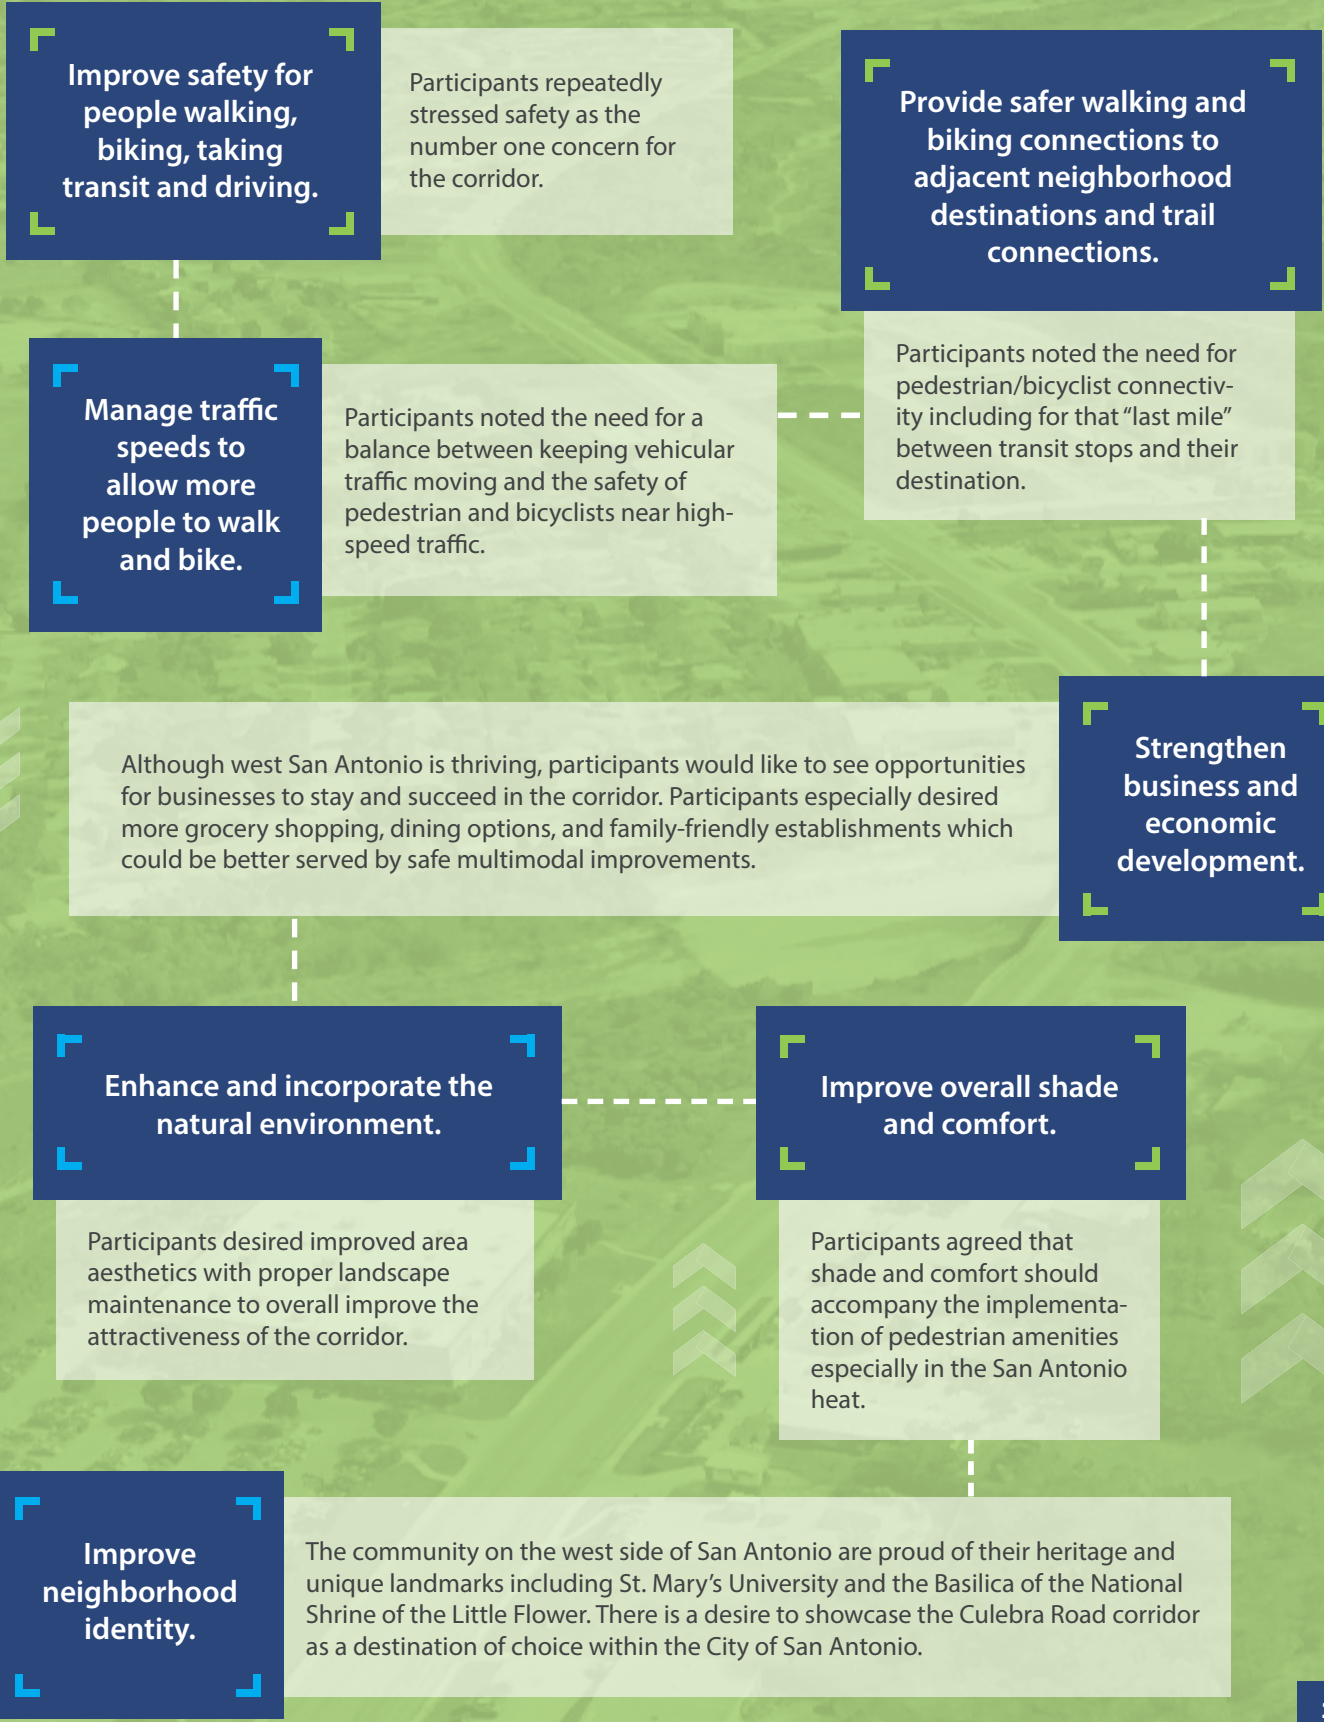 Improve safety for
people walking,
biking, taking
transit and driving.
Participants repeatedly
stressed safety as the
number one concern for
the corridor.
Manage traffic
speeds to
allow more
people to walk
and bike.
Participants noted the need for a
balance between keeping vehicular
traffic moving and the safety of
pedestrian and bicyclists near high-
speed traffic.
Provide safer walking and
biking connections to
adjacent neighborhood
destinations and trail
connections.
Participants noted the need for
pedestrian/bicyclist connectiv-
ity including for that “last mile”
between transit stops and their
destination.
Strengthen
business and
economic
development.
Although west San Antonio is thriving, participants would like to see opportunities
for businesses to stay and succeed in the corridor. Participants especially desired
more grocery shopping, dining options, and family-friendly establishments which
could be better served by safe multimodal improvements.
Enhance and incorporate the
natural environment.
Participants desired improved area
aesthetics with proper landscape
maintenance to overall improve the
attractiveness of the corridor.
Improve overall shade
and comfort.
Participants agreed that
shade and comfort should
accompany the implementa-
tion of pedestrian amenities
especially in the San Antonio
heat.
Improve
neighborhood
identity.
The community on the west side of San Antonio are proud of their heritage and
unique landmarks including St. Mary’s University and the Basilica of the National
Shrine of the Little Flower. There is a desire to showcase the Culebra Road corridor
as a destination of choice within the City of San Antonio.